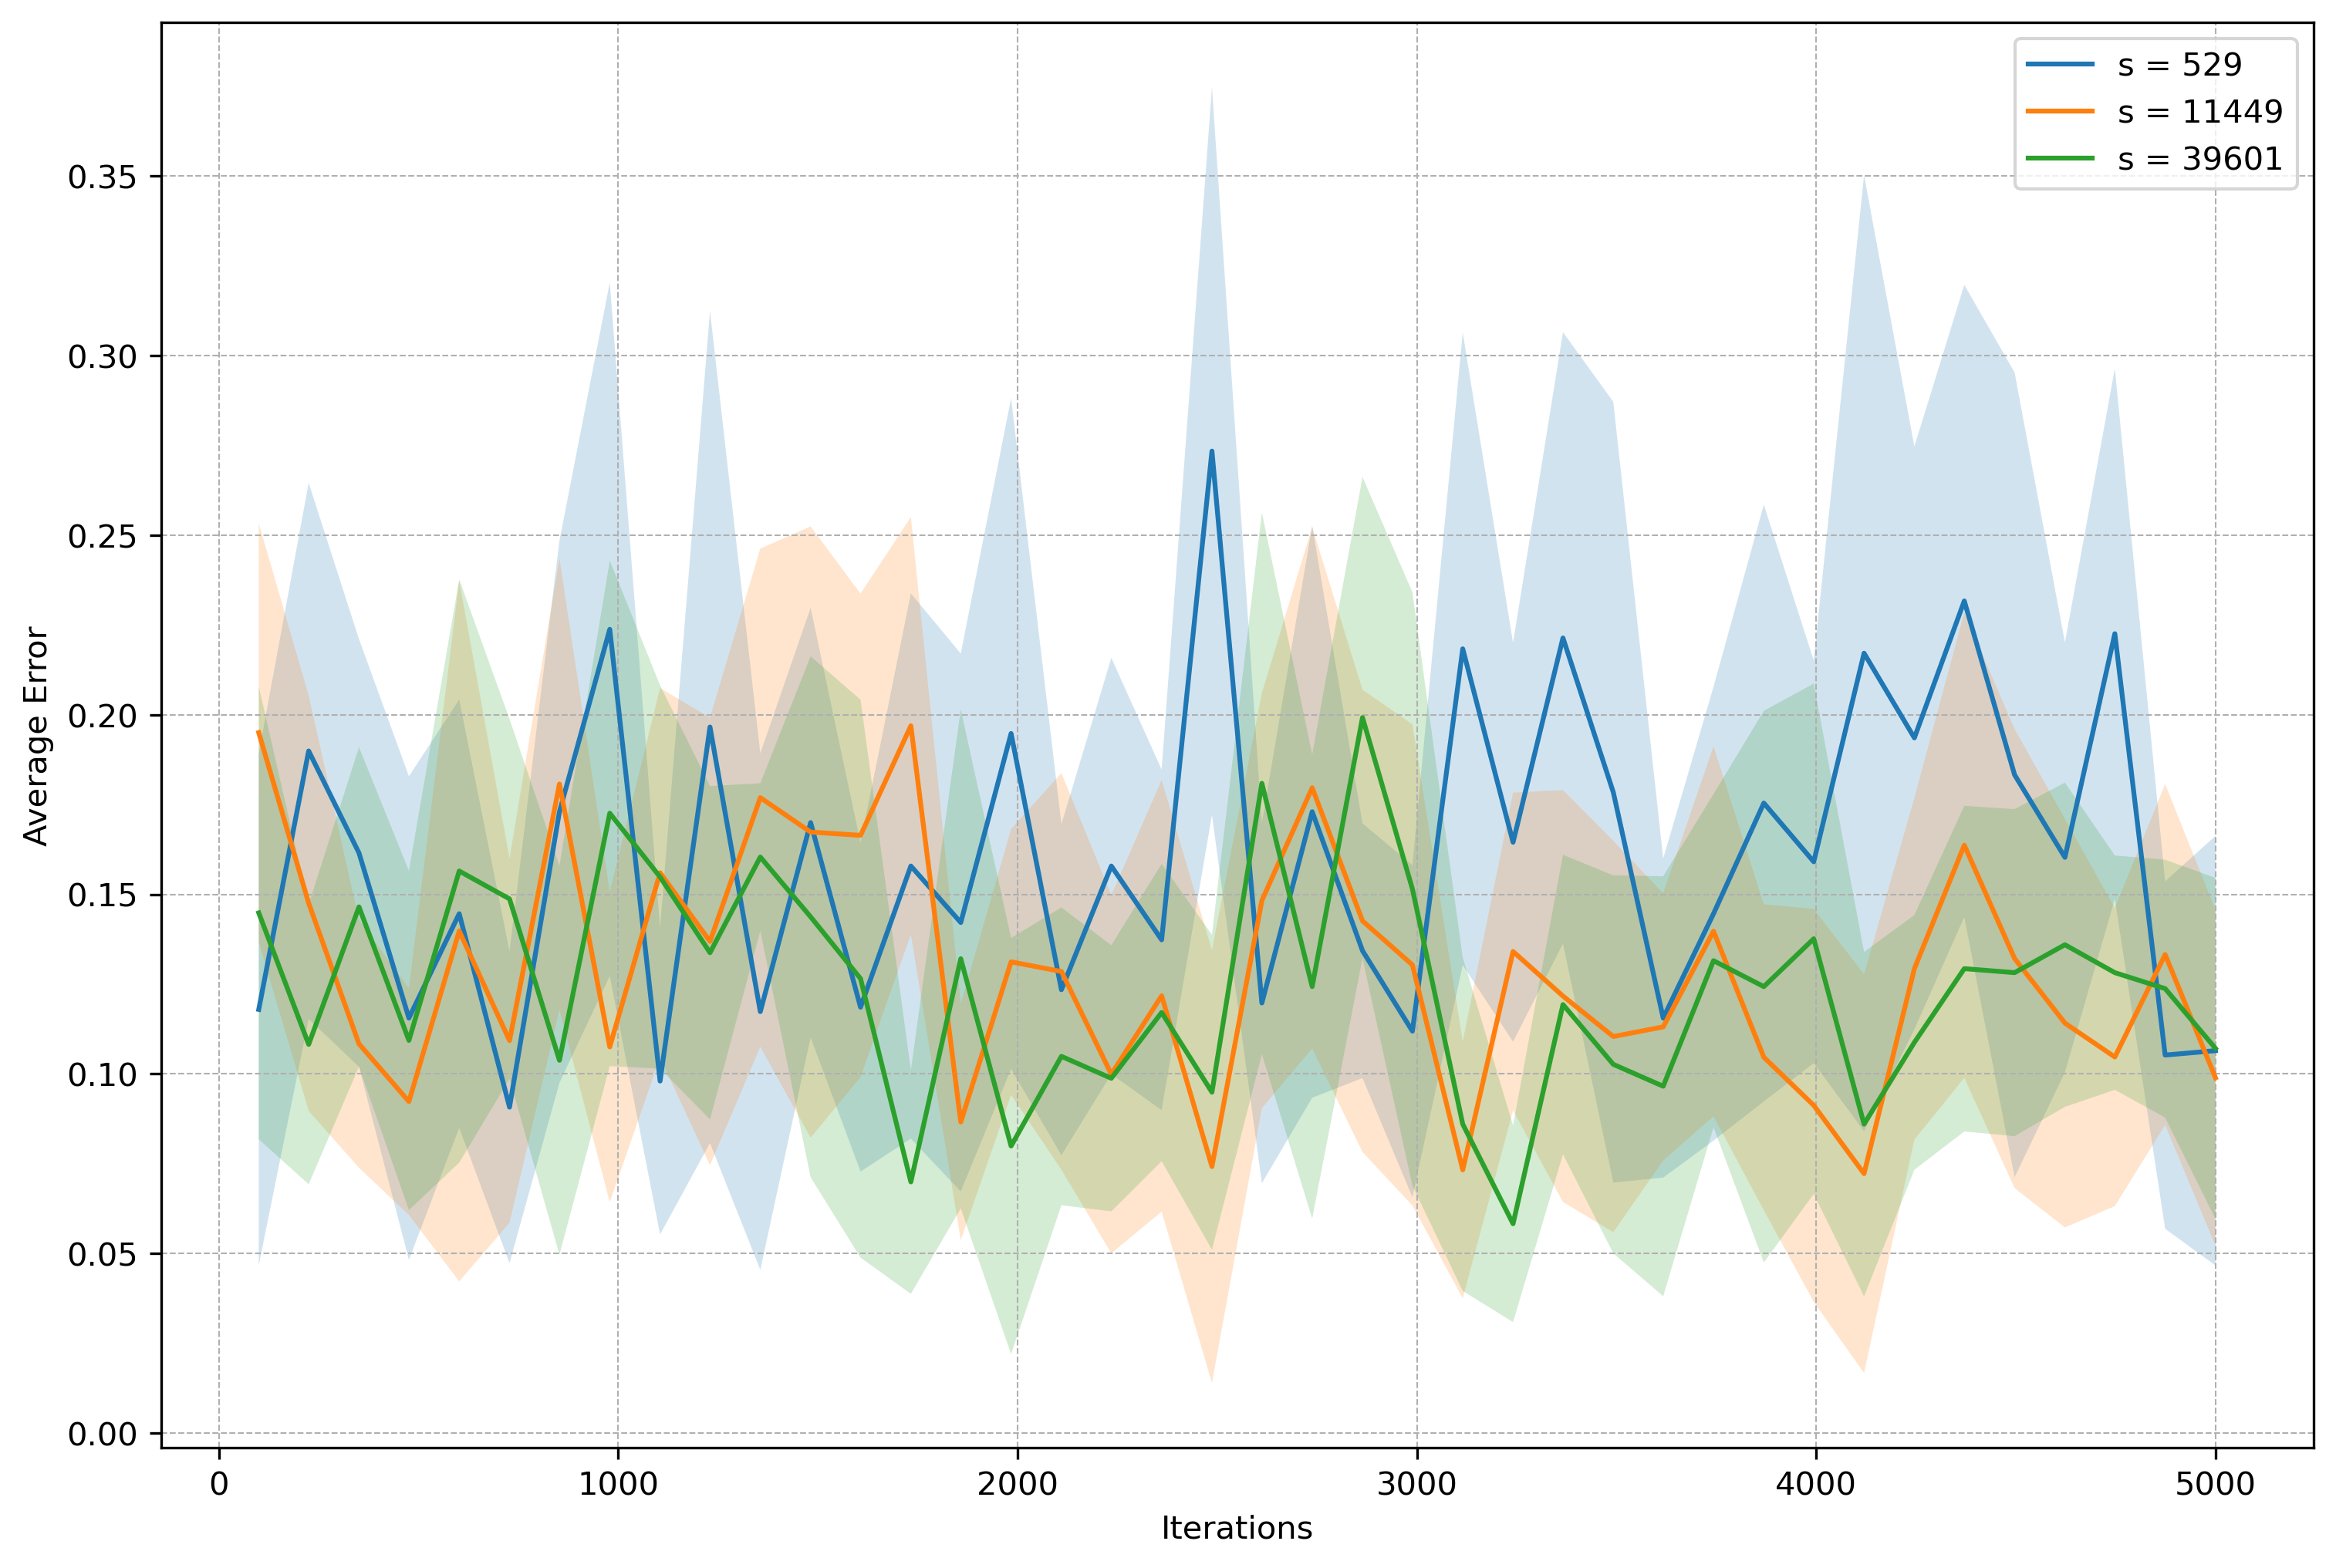 s = 529
s = 11449
s = 39601
Average Error
0.35
0.30
0.25
0.20
0.15
0.10
0.05
0.00
0 1000 2000 3000 4000 5000
Iterations